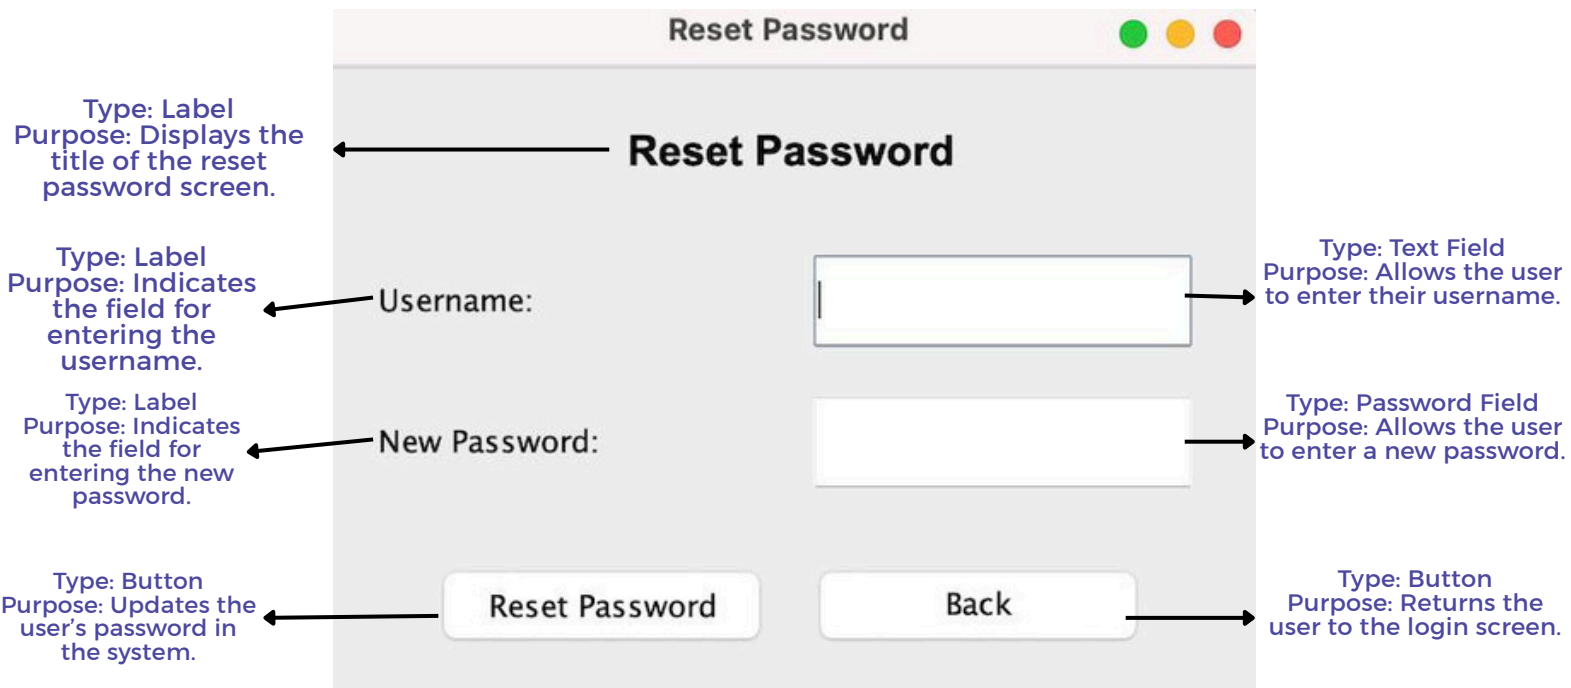 Reset Password
Type: Label
Purpose: Displays the
title of the reset
password screen.
Reset Password
Type: Label
Purpose: Indicates
the field for
entering the
username.
Username:
Type: Text Field
Purpose: Allows the user
to enter their username.
Type: Label
Purpose: Indicates
the field for
entering the new
password.
New Password:
Type: Password Field
Purpose: Allows the user
to enter a new password.
Type: Button
Purpose: Updates the
user’s password in
the system.
Reset Password
Back
Type: Button
Purpose: Returns the
user to the login screen.